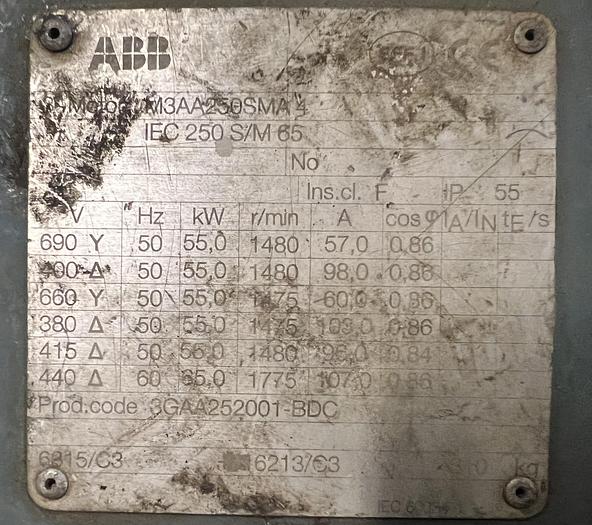 ABB
Motor M3AA250SMA 4
IEC 250 S/M 65
No
Ins.cl. F IP 55
V Hz kW r/min A cos φ IA/IN tE/s
690 Y 50 55,0 1480 57,0 0,86
400 Δ 50 55,0 1480 98,0 0,86
660 Y 50 55,0 1475 60,0 0,86
380 Δ 50 55,0 1475 103,0 0,86
415 Δ 50 55,0 1480 0,84
440 Δ 60 65,0 1775 107,0 0,86
Prod.code 3GAA252001-BDC
6315/C3 6213/C3 kg